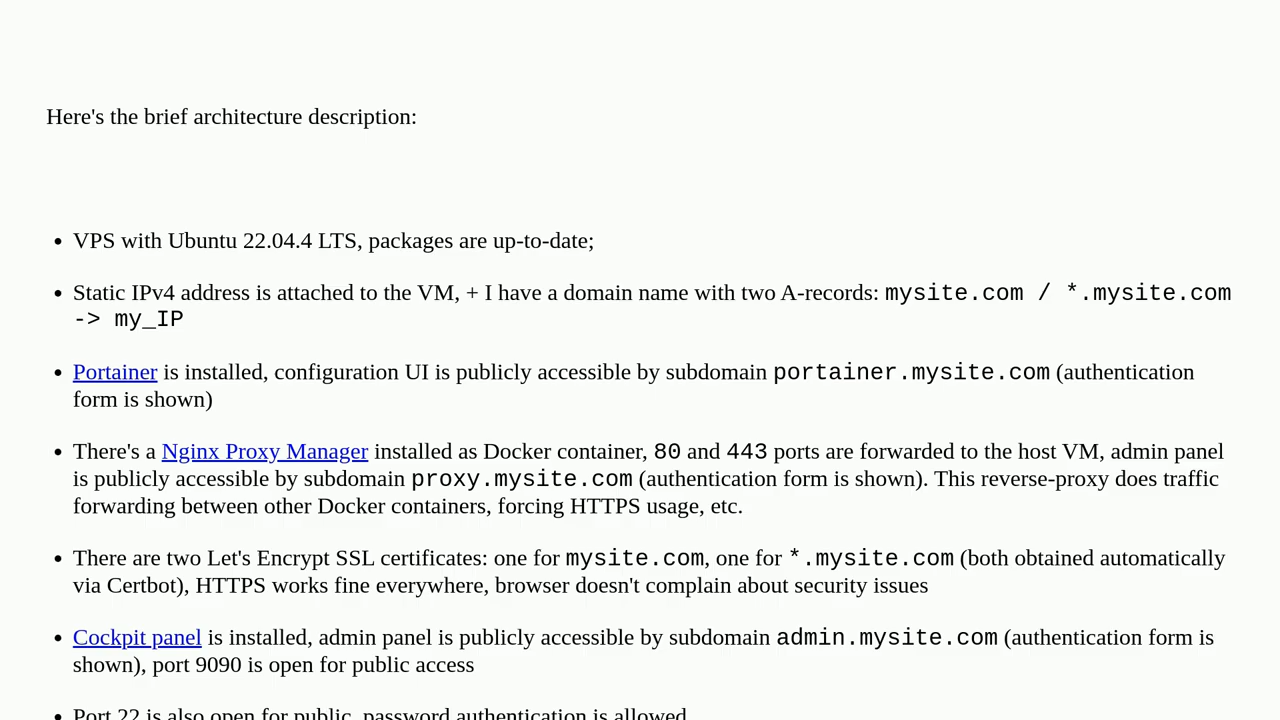 Here's the brief architecture description:
• VPS with Ubuntu 22.04.4 LTS, packages are up-to-date;
• Static IPv4 address is attached to the VM, + I have a domain name with two A-records: mysite.com / *.mysite.com
-> my_IP
• Portainer is installed, configuration UI is publicly accessible by subdomain portainer.mysite.com (authentication
form is shown)
• There's a Nginx Proxy Manager installed as Docker container, 80 and 443 ports are forwarded to the host VM, admin panel
is publicly accessible by subdomain proxy.mysite.com (authentication form is shown). This reverse-proxy does traffic
forwarding between other Docker containers, forcing HTTPS usage, etc.
• There are two Let's Encrypt SSL certificates: one for mysite.com, one for *.mysite.com (both obtained automatically
via Certbot), HTTPS works fine everywhere, browser doesn't complain about security issues
• Cockpit panel is installed, admin panel is publicly accessible by subdomain admin.mysite.com (authentication form is
shown), port 9090 is open for public access
• Port 22 is also open for public, password authentication is allowed